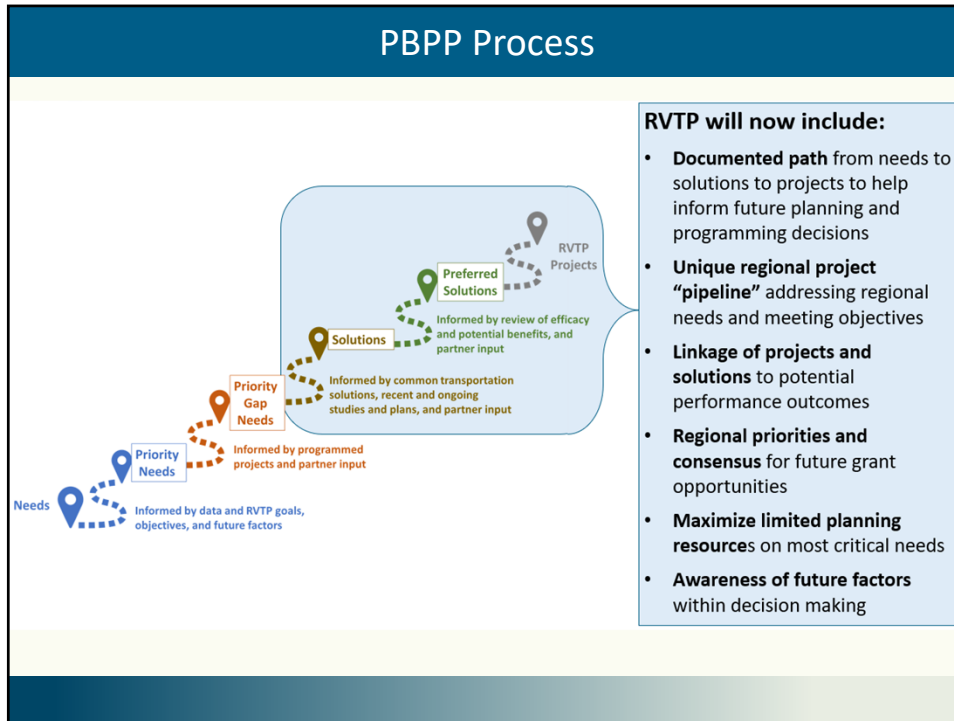 PBPP Process
RVTP
Projects
Preferred
Solutions
Informed by review of efficacy
and potential benefits, and
partner input
Solutions
Informed by common transportation
solutions, recent and ongoing
studies and plans, and partner input
Priority
Gap
Needs
Informed by programmed
projects and partner input
Priority
Needs
Needs
Informed by data and RVTP goals,
objectives, and future factors
RVTP will now include:
• Documented path from needs to
solutions to projects to help
inform future planning and
programming decisions
• Unique regional project
“pipeline” addressing regional
needs and meeting objectives
• Linkage of projects and
solutions to potential
performance outcomes
• Regional priorities and
consensus for future grant
opportunities
• Maximize limited planning
resources on most critical needs
• Awareness of future factors
within decision making